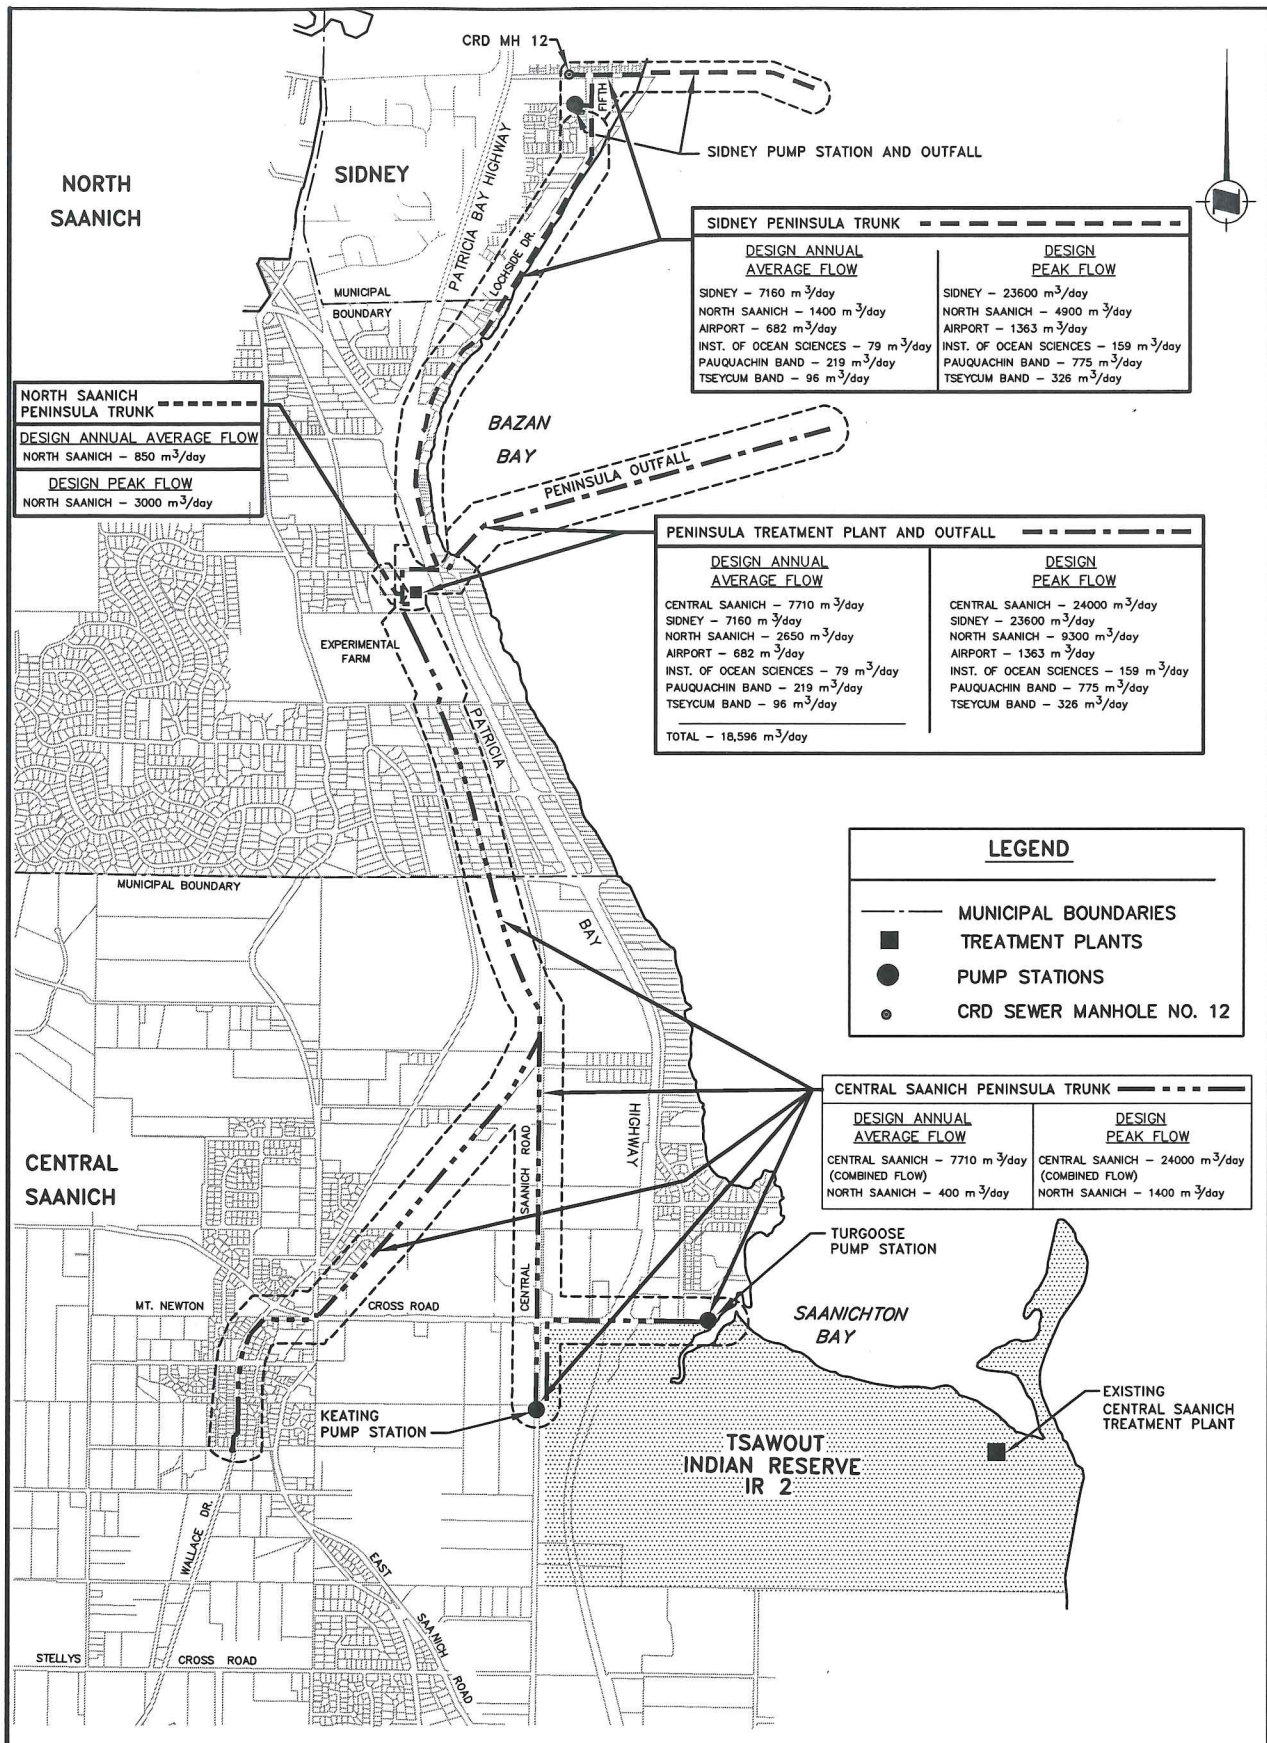 CRD MH 12
FIFTH
SIDNEY PUMP STATION AND OUTFALL
NORTH
SAANICH
SIDNEY
PATRICIA BAY HIGHWAY
LOCHSIDE DR.
MUNICIPAL
BOUNDARY
SIDNEY PENINSULA TRUNK
DESIGN ANNUAL
AVERAGE FLOW
SIDNEY – 7160 m³/day
NORTH SAANICH – 1400 m³/day
AIRPORT – 682 m³/day
INST. OF OCEAN SCIENCES – 79 m³/day
PAUQUACHIN BAND – 219 m³/day
TSEYCUM BAND – 96 m³/day
DESIGN
PEAK FLOW
SIDNEY – 23600 m³/day
NORTH SAANICH – 4900 m³/day
AIRPORT – 1363 m³/day
INST. OF OCEAN SCIENCES – 159 m³/day
PAUQUACHIN BAND – 775 m³/day
TSEYCUM BAND – 326 m³/day
NORTH SAANICH
PENINSULA TRUNK
DESIGN ANNUAL AVERAGE FLOW
NORTH SAANICH – 850 m³/day
DESIGN PEAK FLOW
NORTH SAANICH – 3000 m³/day
BAZAN
BAY
PENINSULA OUTFALL
PENINSULA TREATMENT PLANT AND OUTFALL
DESIGN ANNUAL
AVERAGE FLOW
CENTRAL SAANICH – 7710 m³/day
SIDNEY – 7160 m³/day
NORTH SAANICH – 2650 m³/day
AIRPORT – 682 m³/day
INST. OF OCEAN SCIENCES – 79 m³/day
PAUQUACHIN BAND – 219 m³/day
TSEYCUM BAND – 96 m³/day
TOTAL – 18,596 m³/day
DESIGN
PEAK FLOW
CENTRAL SAANICH – 24000 m³/day
SIDNEY – 23600 m³/day
NORTH SAANICH – 9300 m³/day
AIRPORT – 1363 m³/day
INST. OF OCEAN SCIENCES – 159 m³/day
PAUQUACHIN BAND – 775 m³/day
TSEYCUM BAND – 326 m³/day
EXPERIMENTAL
FARM
PATRICIA
BAY
HIGHWAY
MUNICIPAL BOUNDARY
LEGEND
MUNICIPAL BOUNDARIES
TREATMENT PLANTS
PUMP STATIONS
CRD SEWER MANHOLE NO. 12
CENTRAL SAANICH PENINSULA TRUNK
DESIGN ANNUAL
AVERAGE FLOW
CENTRAL SAANICH – 7710 m³/day
(COMBINED FLOW)
NORTH SAANICH – 400 m³/day
DESIGN
PEAK FLOW
CENTRAL SAANICH – 24000 m³/day
(COMBINED FLOW)
NORTH SAANICH – 1400 m³/day
CENTRAL
SAANICH
CENTRAL SAANICH ROAD
TURGOOSE
PUMP STATION
MT. NEWTON
CROSS ROAD
SAANICHTON
BAY
KEATING
PUMP STATION
EXISTING
CENTRAL SAANICH
TREATMENT PLANT
TSAWOUT
INDIAN RESERVE
IR 2
WALLACE DR.
EAST
SAANICH
ROAD
STELLYS
CROSS ROAD